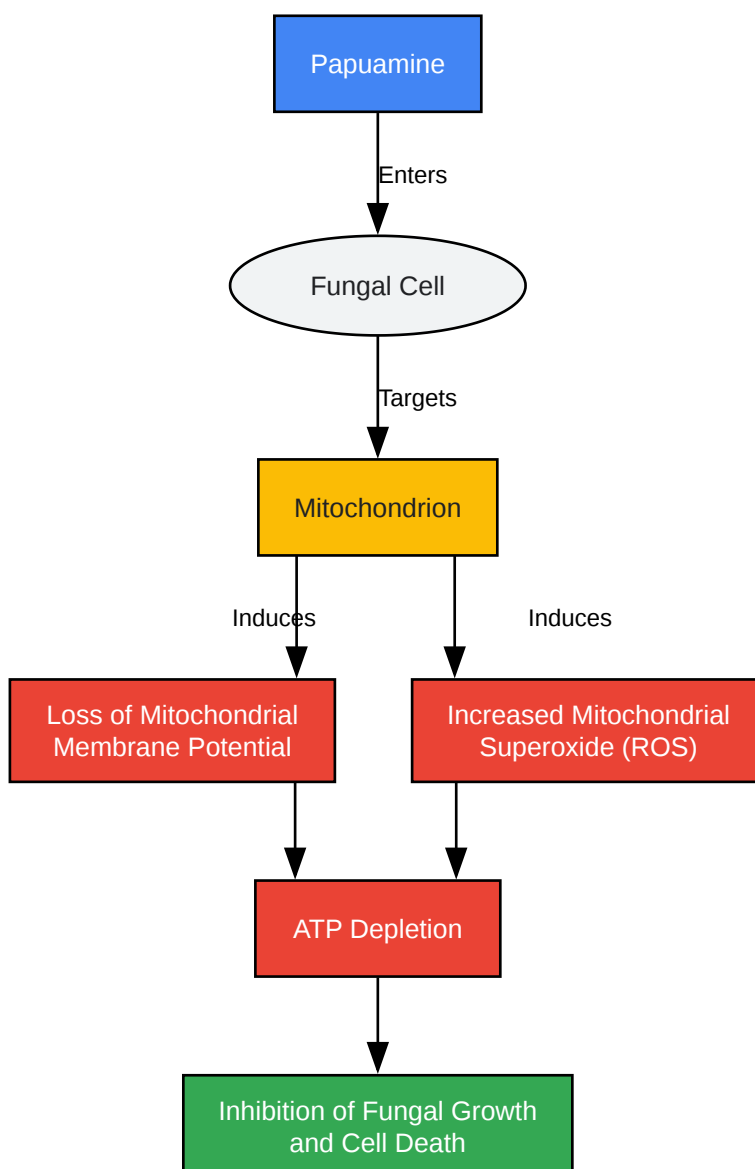 Papuamine
Enters
Fungal Cell
Targets
Mitochondrion
Induces
Induces
Loss of Mitochondrial
Membrane Potential
Increased Mitochondrial
Superoxide (ROS)
ATP Depletion
Inhibition of Fungal Growth
and Cell Death